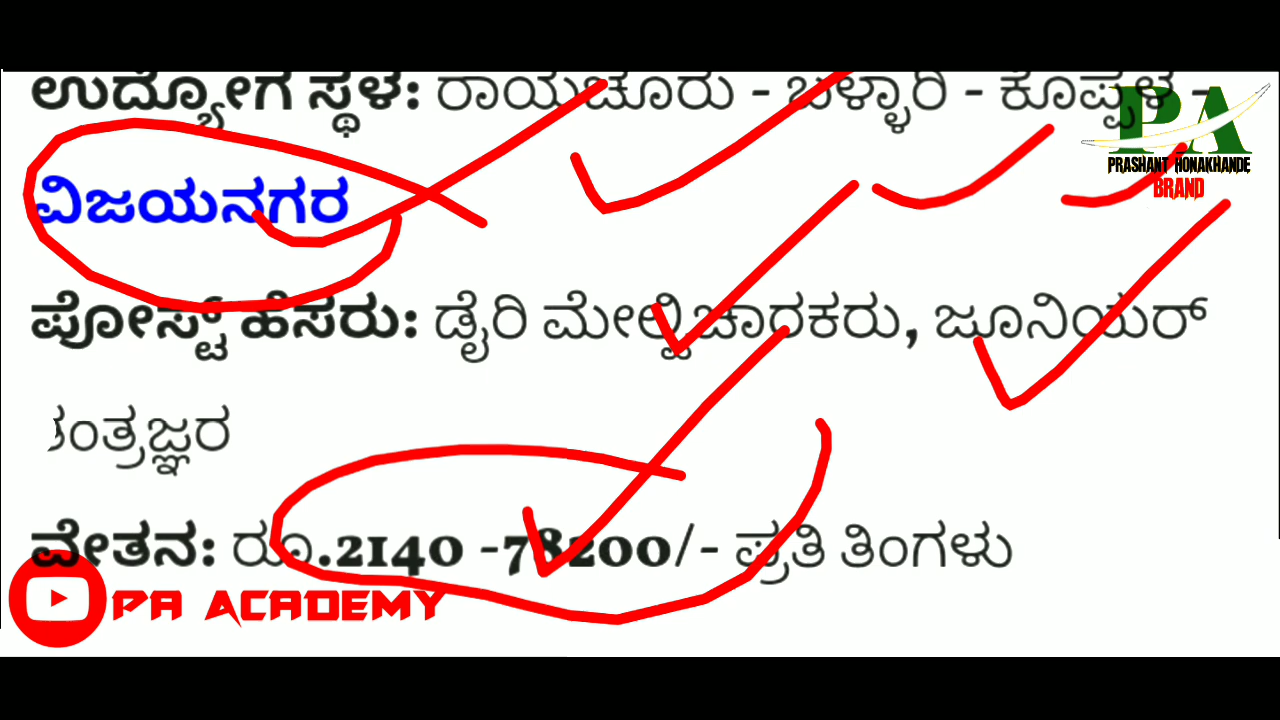 ಉದ್ಯೋಗ ಸ್ಥಳ: ರಾಯಚೂರು - ಬಳ್ಳಾರಿ - ಕೊಪ್ಪಳ -
PA
PRASHANT HONAKHANDE
BRAND
ವಿಜಯನಗರ
ಪೋಸ್ಟ್ ಹೆಸರು: ಡೈರಿ ಮೇಲ್ವಿಚಾರಕರು, ಜೂನಿಯರ್
ತಂತ್ರಜ್ಞರ
ವೇತನ: ರೂ.2140 -78200/- ಪ್ರತಿ ತಿಂಗಳು
PA ACADEMY